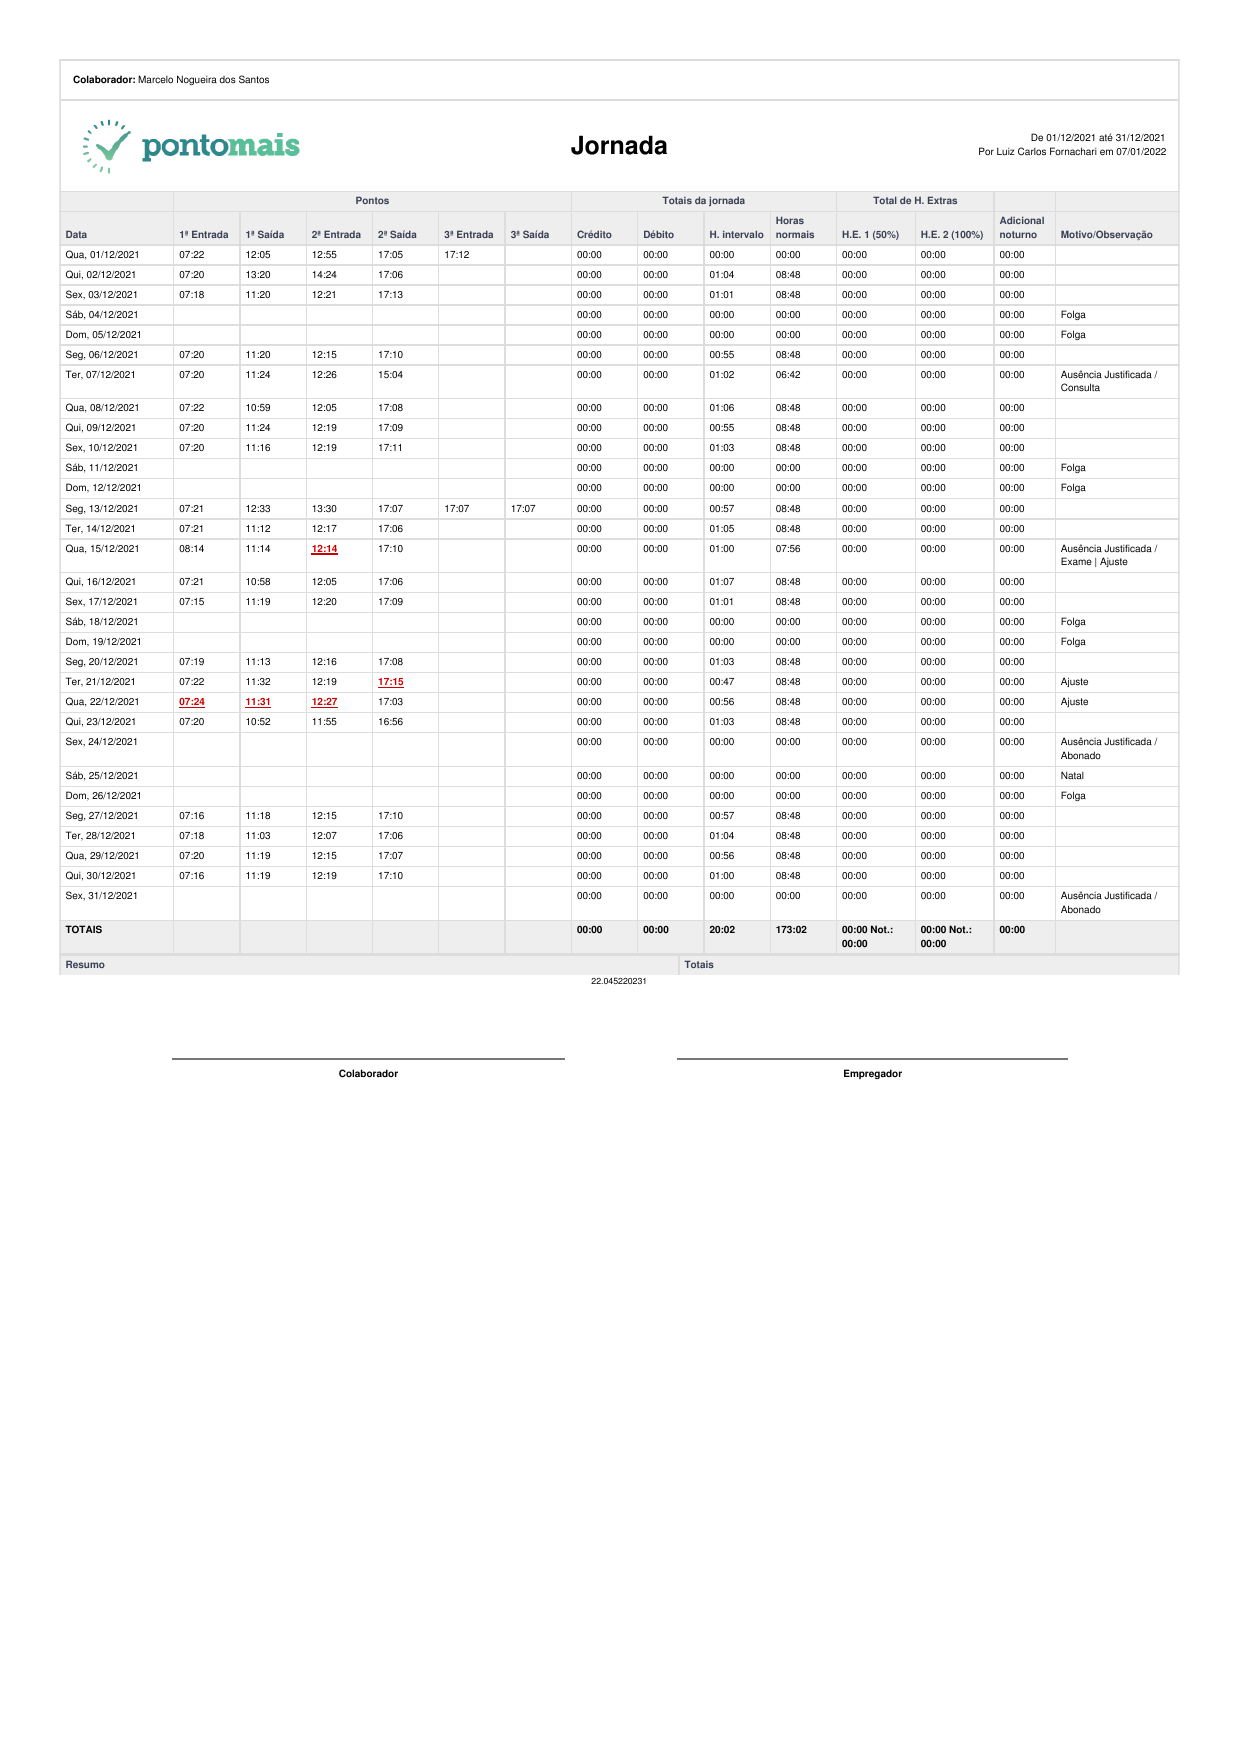 Colaborador: Marcelo Nogueira dos Santos
pontomais
Jornada
De 01/12/2021 até 31/12/2021
Por Luiz Carlos Fornachari em 07/01/2022
Pontos Totais da jornada Total de H. Extras
Data 1ª Entrada 1ª Saída 2ª Entrada 2ª Saída 3ª Entrada 3ª Saída Crédito Débito H. intervalo Horas normais H.E. 1 (50%) H.E. 2 (100%) Adicional noturno Motivo/Observação
Qua, 01/12/2021 07:22 12:05 12:55 17:05 17:12 00:00 00:00 00:00 00:00 00:00 00:00 00:00
Qui, 02/12/2021 07:20 13:20 14:24 17:06 00:00 00:00 01:04 08:48 00:00 00:00 00:00
Sex, 03/12/2021 07:18 11:20 12:21 17:13 00:00 00:00 01:01 08:48 00:00 00:00 00:00
Sáb, 04/12/2021 00:00 00:00 00:00 00:00 00:00 00:00 00:00 Folga
Dom, 05/12/2021 00:00 00:00 00:00 00:00 00:00 00:00 00:00 Folga
Seg, 06/12/2021 07:20 11:20 12:15 17:10 00:00 00:00 00:55 08:48 00:00 00:00 00:00
Ter, 07/12/2021 07:20 11:24 12:26 15:04 00:00 00:00 01:02 06:42 00:00 00:00 00:00 Ausência Justificada /
Consulta
Qua, 08/12/2021 07:22 10:59 12:05 17:08 00:00 00:00 01:06 08:48 00:00 00:00 00:00
Qui, 09/12/2021 07:20 11:24 12:19 17:09 00:00 00:00 00:55 08:48 00:00 00:00 00:00
Sex, 10/12/2021 07:20 11:16 12:19 17:11 00:00 00:00 01:03 08:48 00:00 00:00 00:00
Sáb, 11/12/2021 00:00 00:00 00:00 00:00 00:00 00:00 00:00 Folga
Dom, 12/12/2021 00:00 00:00 00:00 00:00 00:00 00:00 00:00 Folga
Seg, 13/12/2021 07:21 12:33 13:30 17:07 17:07 17:07 00:00 00:00 00:57 08:48 00:00 00:00 00:00
Ter, 14/12/2021 07:21 11:12 12:17 17:06 00:00 00:00 01:05 08:48 00:00 00:00 00:00
Qua, 15/12/2021 08:14 11:14 12:14 17:10 00:00 00:00 01:00 07:56 00:00 00:00 00:00 Ausência Justificada /
Exame | Ajuste
Qui, 16/12/2021 07:21 10:58 12:05 17:06 00:00 00:00 01:07 08:48 00:00 00:00 00:00
Sex, 17/12/2021 07:15 11:19 12:20 17:09 00:00 00:00 01:01 08:48 00:00 00:00 00:00
Sáb, 18/12/2021 00:00 00:00 00:00 00:00 00:00 00:00 00:00 Folga
Dom, 19/12/2021 00:00 00:00 00:00 00:00 00:00 00:00 00:00 Folga
Seg, 20/12/2021 07:19 11:13 12:16 17:08 00:00 00:00 01:03 08:48 00:00 00:00 00:00
Ter, 21/12/2021 07:22 11:32 12:19 17:15 00:00 00:00 00:47 08:48 00:00 00:00 00:00 Ajuste
Qua, 22/12/2021 07:24 11:31 12:27 17:03 00:00 00:00 00:56 08:48 00:00 00:00 00:00 Ajuste
Qui, 23/12/2021 07:20 10:52 11:55 16:56 00:00 00:00 01:03 08:48 00:00 00:00 00:00
Sex, 24/12/2021 00:00 00:00 00:00 00:00 00:00 00:00 00:00 Ausência Justificada /
Abonado
Sáb, 25/12/2021 00:00 00:00 00:00 00:00 00:00 00:00 00:00 Natal
Dom, 26/12/2021 00:00 00:00 00:00 00:00 00:00 00:00 00:00 Folga
Seg, 27/12/2021 07:16 11:18 12:15 17:10 00:00 00:00 00:57 08:48 00:00 00:00 00:00
Ter, 28/12/2021 07:18 11:03 12:07 17:06 00:00 00:00 01:04 08:48 00:00 00:00 00:00
Qua, 29/12/2021 07:20 11:19 12:15 17:07 00:00 00:00 00:56 08:48 00:00 00:00 00:00
Qui, 30/12/2021 07:16 11:19 12:19 17:10 00:00 00:00 01:00 08:48 00:00 00:00 00:00
Sex, 31/12/2021 00:00 00:00 00:00 00:00 00:00 00:00 00:00 Ausência Justificada /
Abonado
TOTAIS 00:00 00:00 20:02 173:02 00:00 Not.: 00:00 Not.: 00:00
00:00 00:00
Resumo Totais
22.045220231
Colaborador Empregador